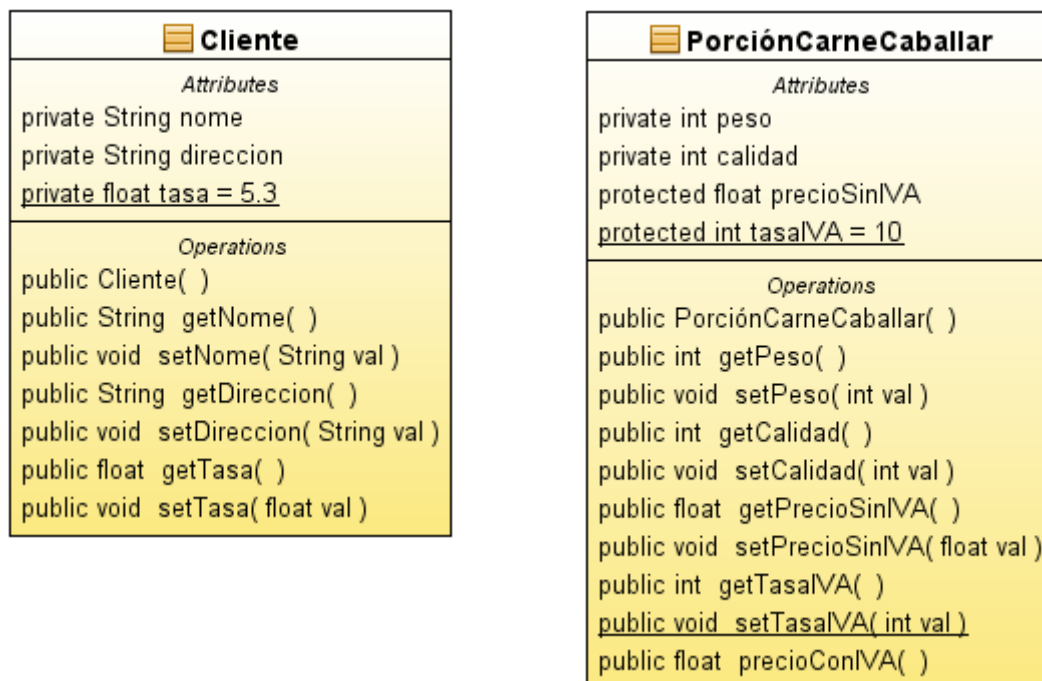 Cliente
Attributes
private String nome
private String direccion
private float tasa = 5.3
Operations
public Cliente( )
public String getNome( )
public void setNome( String val )
public String getDireccion( )
public void setDireccion( String val )
public float getTasa( )
public void setTasa( float val )
PorciónCarneCaballar
Attributes
private int peso
private int calidad
protected float precioSinIVA
protected int tasaIVA = 10
Operations
public PorciónCarneCaballar( )
public int getPeso( )
public void setPeso( int val )
public int getCalidad( )
public void setCalidad( int val )
public float getPrecioSinIVA( )
public void setPrecioSinIVA( float val )
public int getTasaIVA( )
public void setTasaIVA( int val )
public float precioConIVA( )